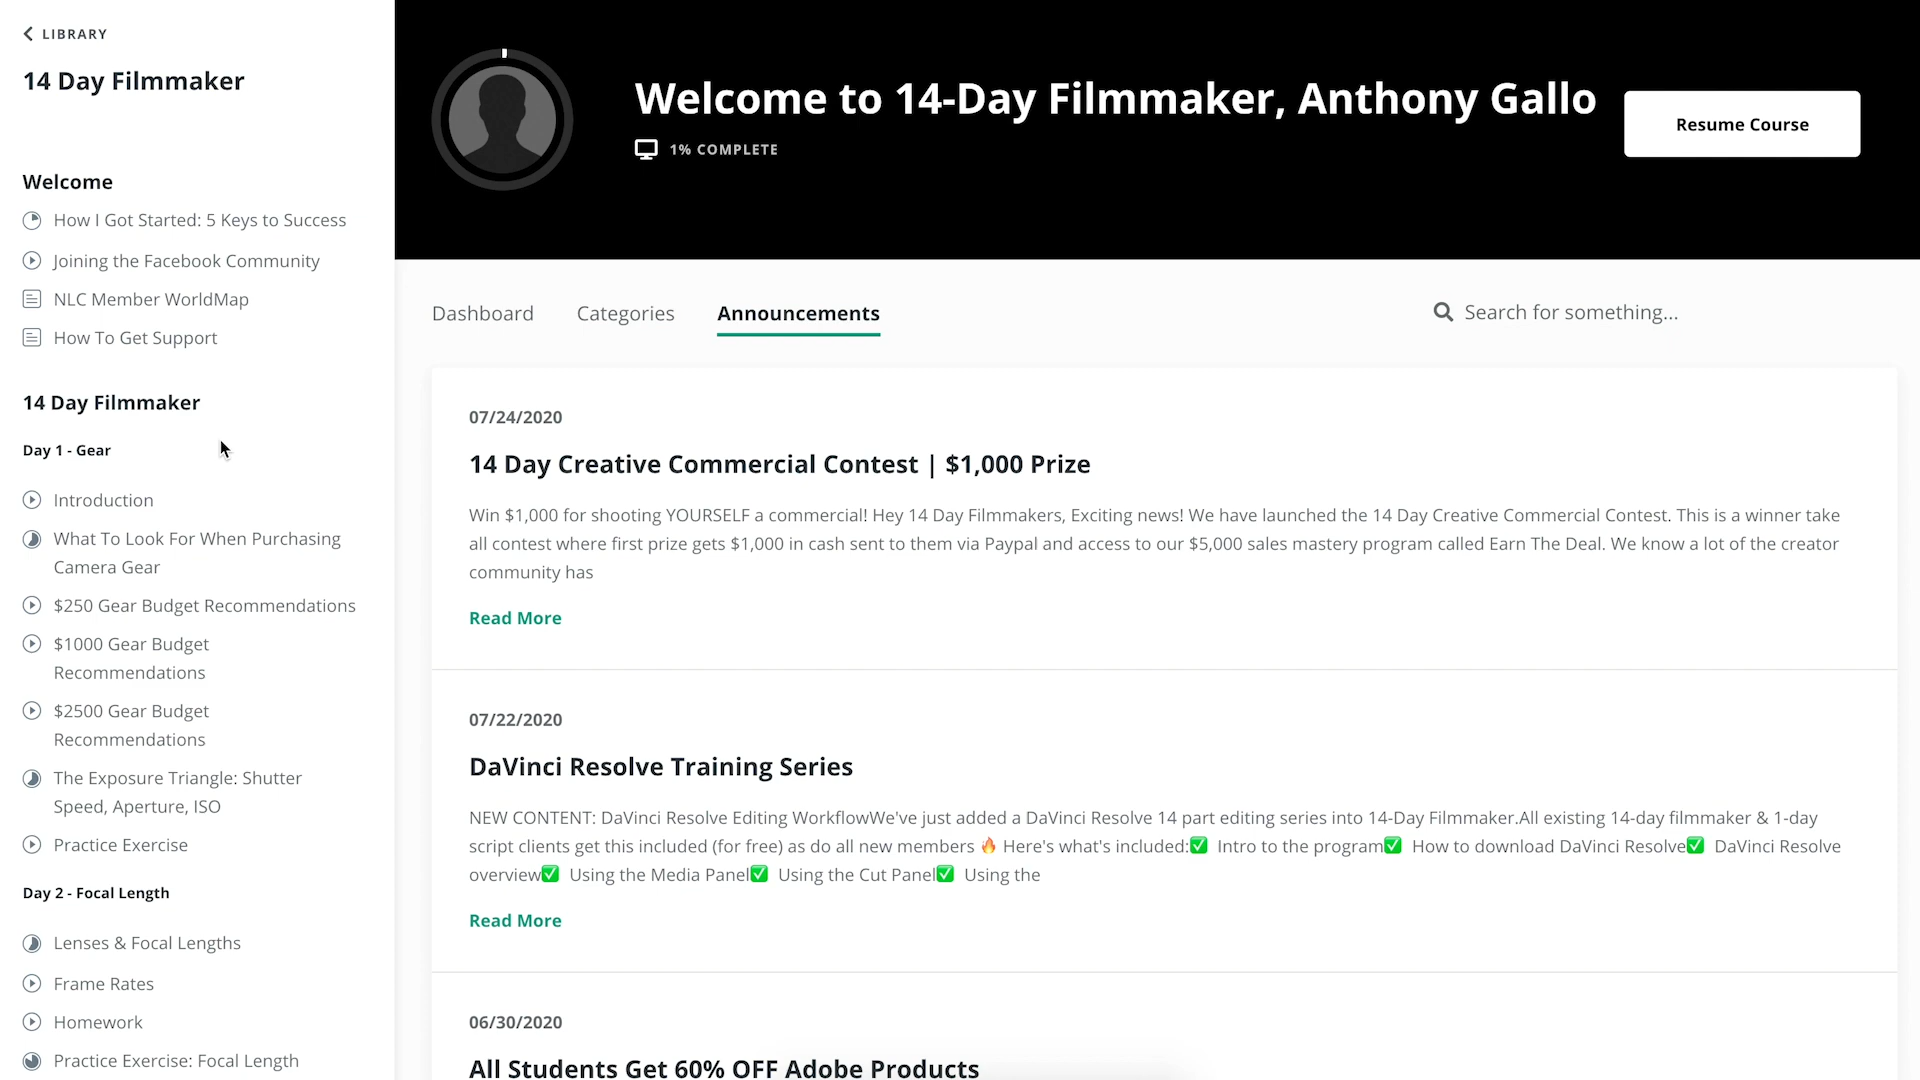 LIBRARY
14 Day Filmmaker
Welcome
How I Got Started: 5 Keys to Success
Joining the Facebook Community
NLC Member WorldMap
How To Get Support
14 Day Filmmaker
Day 1 - Gear
Introduction
What To Look For When Purchasing
Camera Gear
$250 Gear Budget Recommendations
$1000 Gear Budget
Recommendations
$2500 Gear Budget
Recommendations
The Exposure Triangle: Shutter
Speed, Aperture, ISO
Practice Exercise
Day 2 - Focal Length
Lenses & Focal Lengths
Frame Rates
Homework
Practice Exercise: Focal Length
Welcome to 14-Day Filmmaker, Anthony Gallo
1% COMPLETE
Resume Course
Dashboard Categories Announcements
Search for something...
07/24/2020
14 Day Creative Commercial Contest | $1,000 Prize
Win $1,000 for shooting YOURSELF a commercial! Hey 14 Day Filmmakers, Exciting news! We have launched the 14 Day Creative Commercial Contest. This is a winner take
all contest where first prize gets $1,000 in cash sent to them via Paypal and access to our $5,000 sales mastery program called Earn The Deal. We know a lot of the creator
community has
Read More
07/22/2020
DaVinci Resolve Training Series
NEW CONTENT: DaVinci Resolve Editing WorkflowWe've just added a DaVinci Resolve 14 part editing series into 14-Day Filmmaker.All existing 14-day filmmaker & 1-day
script clients get this included (for free) as do all new members 🔥 Here's what's included:✅ Intro to the program✅ How to download DaVinci Resolve✅ DaVinci Resolve
overview✅ Using the Media Panel✅ Using the Cut Panel✅ Using the
Read More
06/30/2020
All Students Get 60% OFF Adobe Products